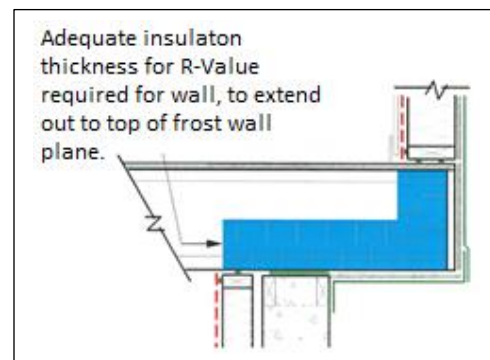 Adequate insulaton
thickness for R-Value
required for wall, to extend
out to top of frost wall
plane.